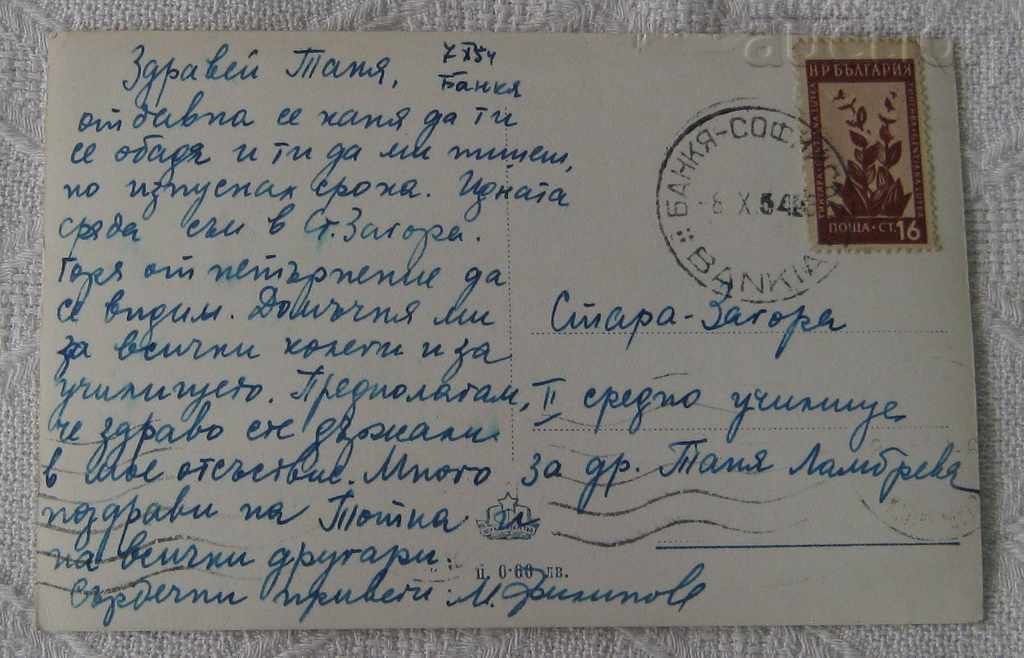 Здравей Таня,
7 X 54
Банкя
отдавна се каня да ти
се обадя и ти да ми пишеш,
но изпуснах срока. Идната
сряда съм в Ст. Загора.
Горя от нетърпение да
се видим. Домъчня ми
за всички колеги и за
училището. Предполагам,
че здраво сте държали
в мое отсъствие. Много
поздрави на Тотка и
на всички другари.
Сърдечни привети: М. Филипова
ц. 0·60 лв.
НР БЪЛГАРИЯ
ПОЩА · СТ. 16
БАНКЯ-СОФИЙСКА
8 X 54
BANKIA
Стара-Загора
II средно училище
за др. Таня Ламбрева